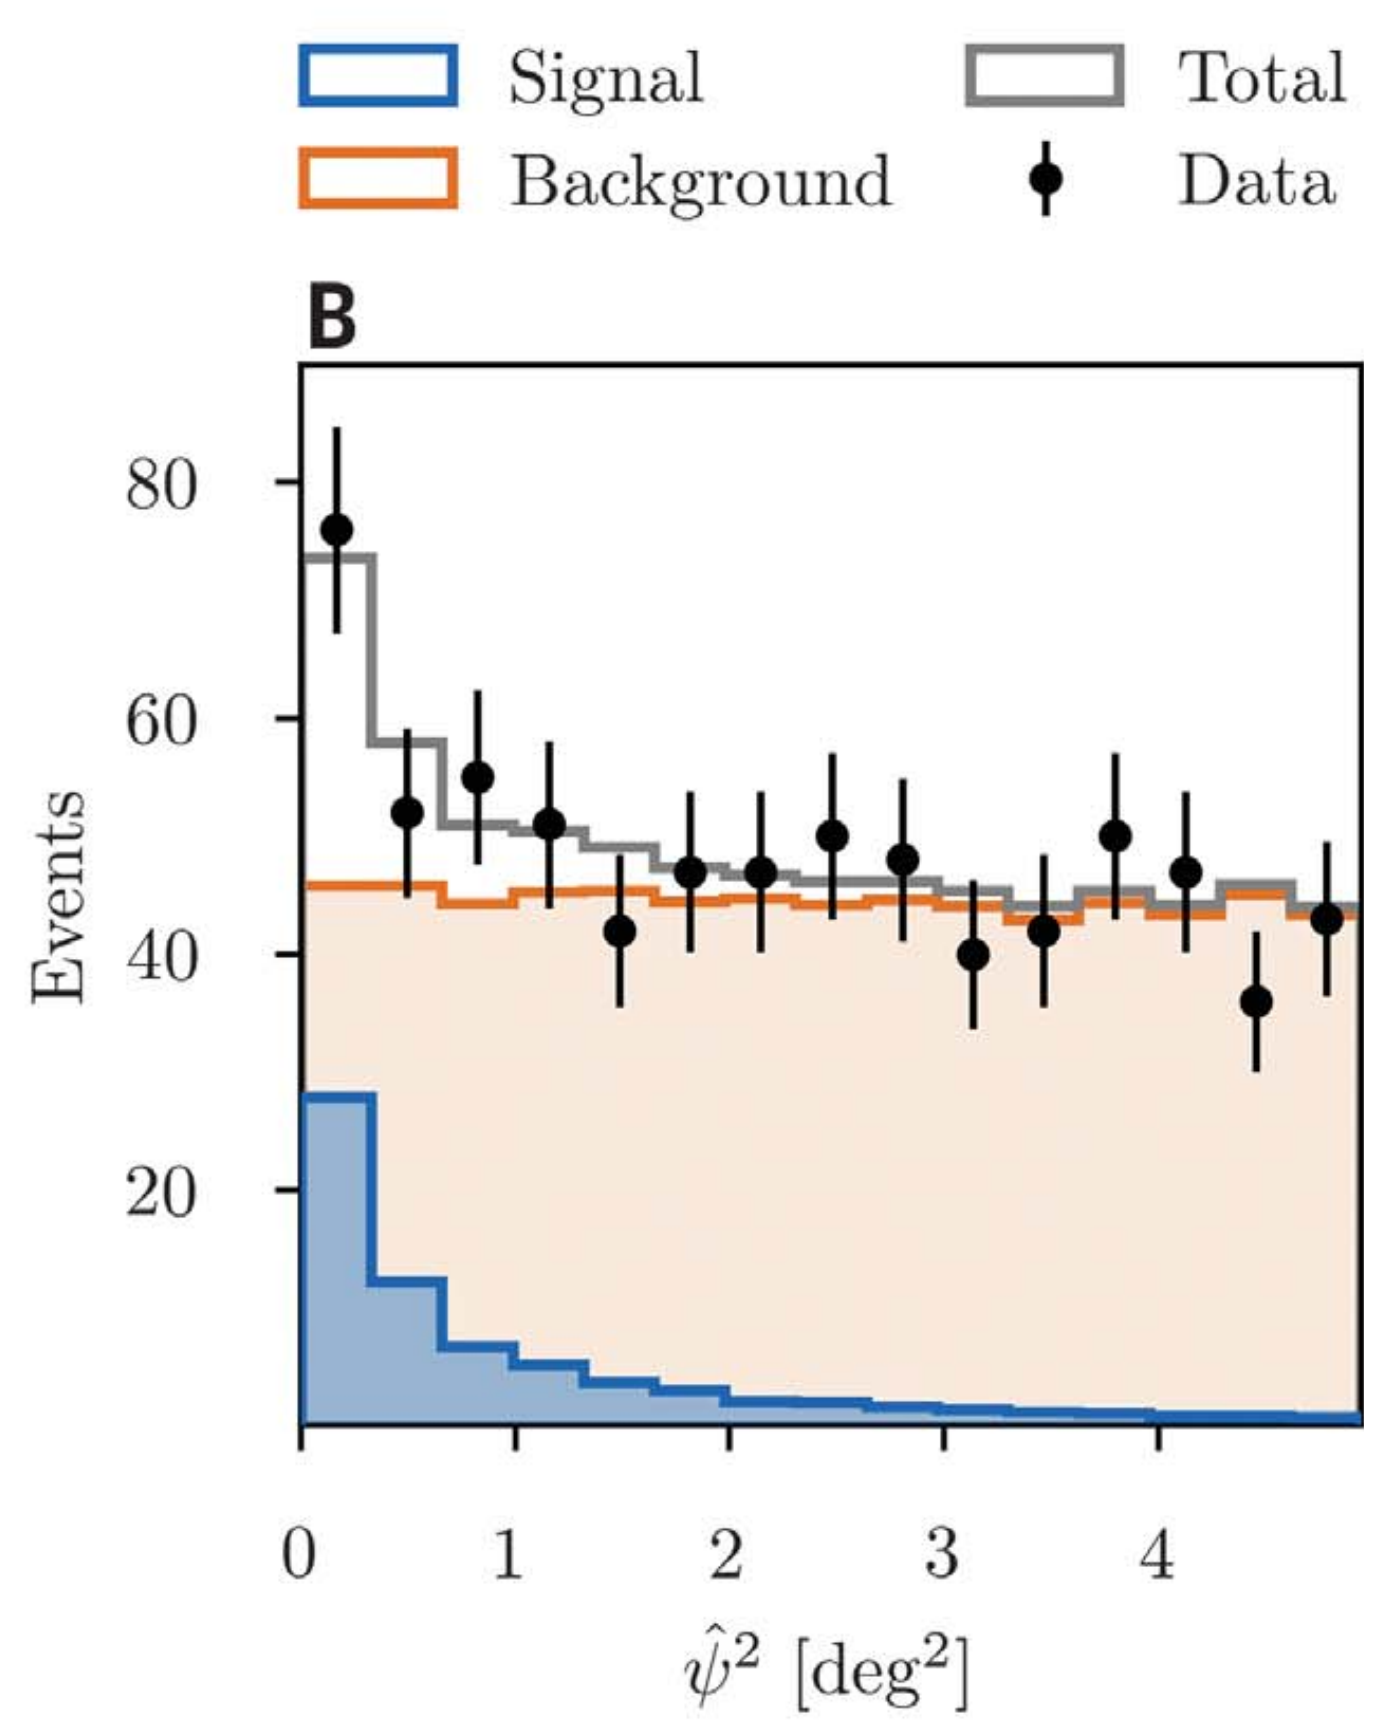 Signal
Total
Background
Data
B
80
60
40
20
Events
0 1 2 3 4
ψ̂² [deg²]